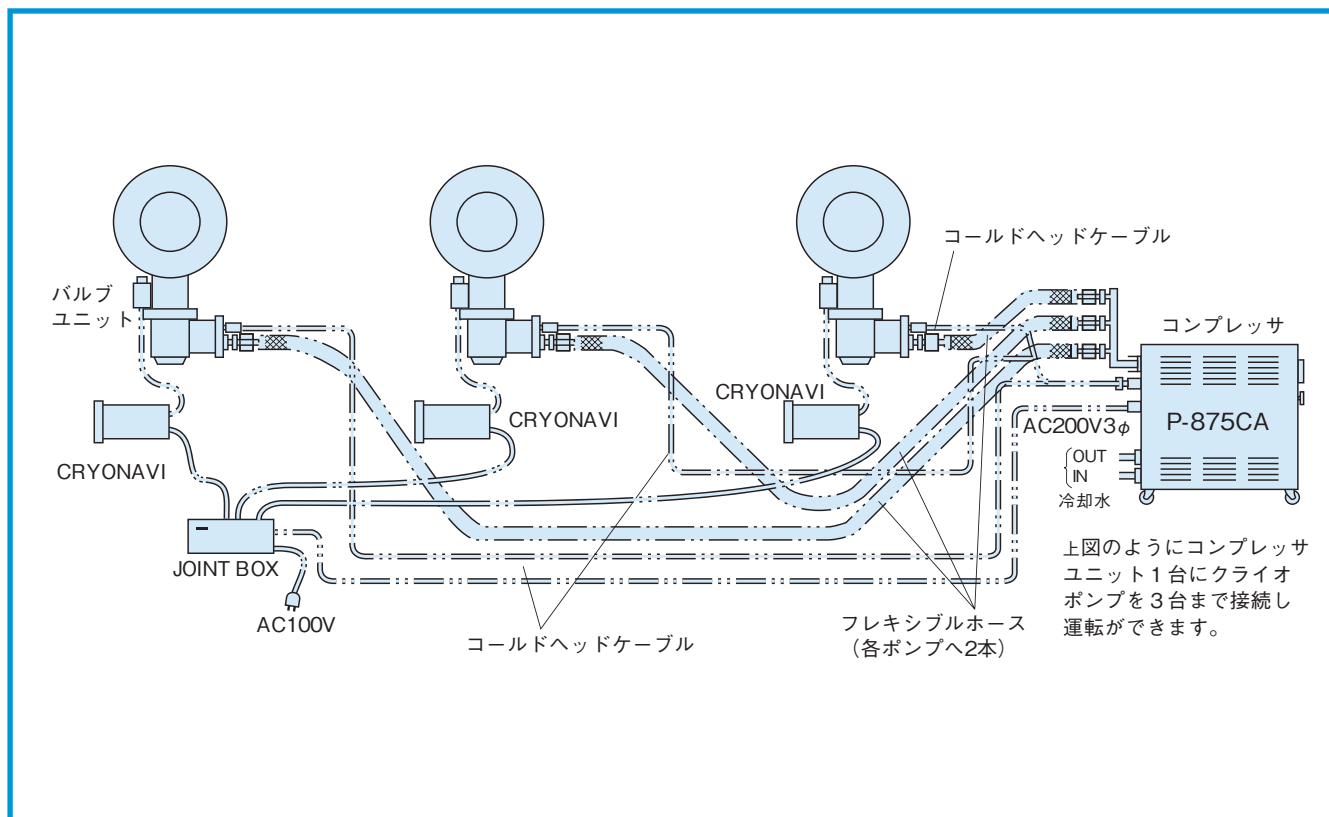 コールドヘッドケーブル
バルブ
ユニット
コンプレッサ
CRYONAVI
CRYONAVI
CRYONAVI
AC200V3φ
P-875CA
OUT
IN
冷却水
JOINT BOX
AC100V
コールドヘッドケーブル
フレキシブルホース
（各ポンプへ2本）
上図のようにコンプレッサ
ユニット１台にクライオ
ポンプを３台まで接続し
運転ができます。